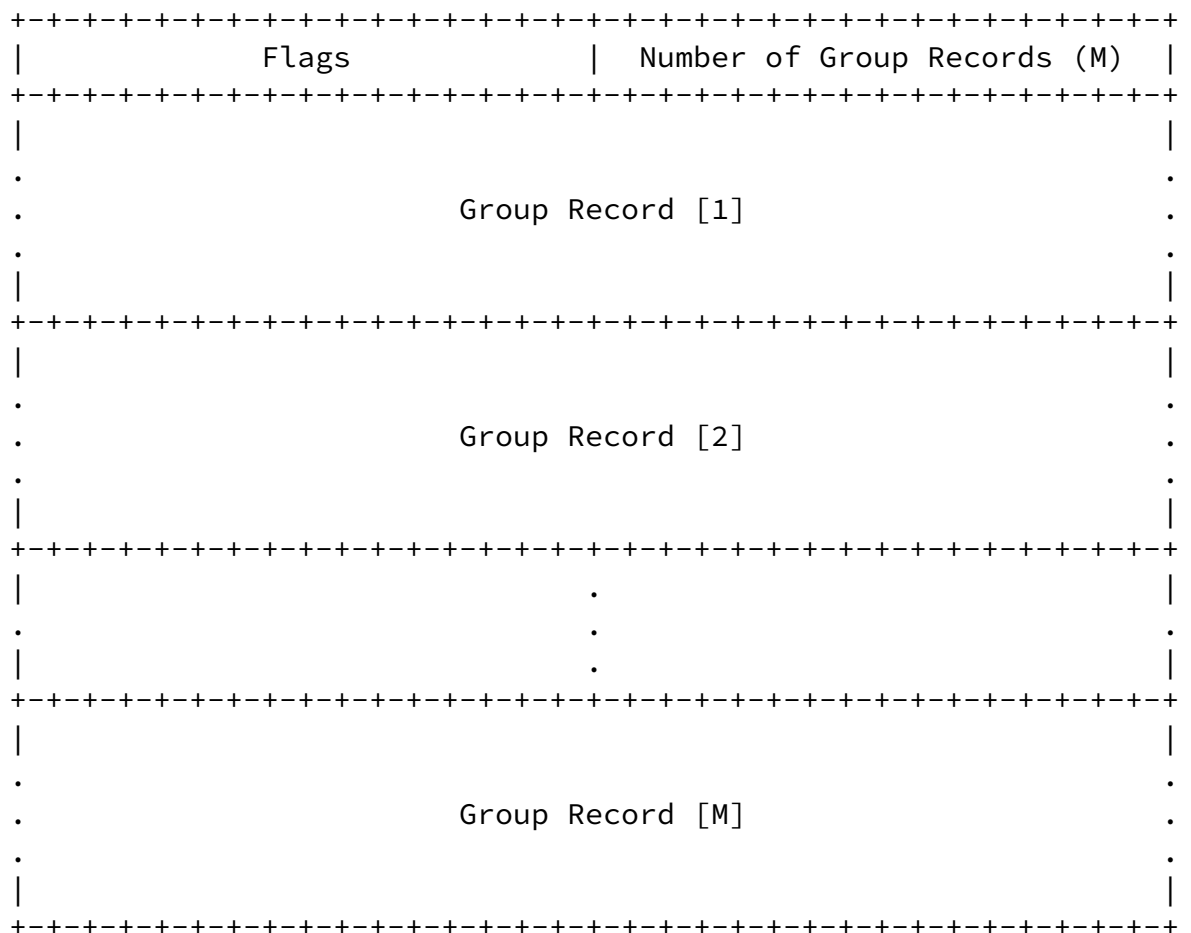 +-+-+-+-+-+-+-+-+-+-+-+-+-+-+-+-+-+-+-+-+-+-+-+-+-+-+-+-+-+-+-+-+
|             Flags             |  Number of Group Records (M)  |
+-+-+-+-+-+-+-+-+-+-+-+-+-+-+-+-+-+-+-+-+-+-+-+-+-+-+-+-+-+-+-+-+
|                                                               |
.                                                               .
.                        Group Record [1]                       .
.                                                               .
|                                                               |
+-+-+-+-+-+-+-+-+-+-+-+-+-+-+-+-+-+-+-+-+-+-+-+-+-+-+-+-+-+-+-+-+
|                                                               |
.                                                               .
.                        Group Record [2]                       .
.                                                               .
|                                                               |
+-+-+-+-+-+-+-+-+-+-+-+-+-+-+-+-+-+-+-+-+-+-+-+-+-+-+-+-+-+-+-+-+
|                               .                               |
.                               .                               .
|                               .                               |
+-+-+-+-+-+-+-+-+-+-+-+-+-+-+-+-+-+-+-+-+-+-+-+-+-+-+-+-+-+-+-+-+
|                                                               |
.                                                               .
.                        Group Record [M]                       .
.                                                               .
|                                                               |
+-+-+-+-+-+-+-+-+-+-+-+-+-+-+-+-+-+-+-+-+-+-+-+-+-+-+-+-+-+-+-+-+